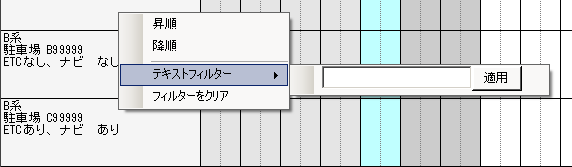 B系
駐車場 B99999
ETCなし、ナビ なし
昇順
降順
テキストフィルター
適用
フィルターをクリア
B系
駐車場 C99999
ETCあり、ナビ あり